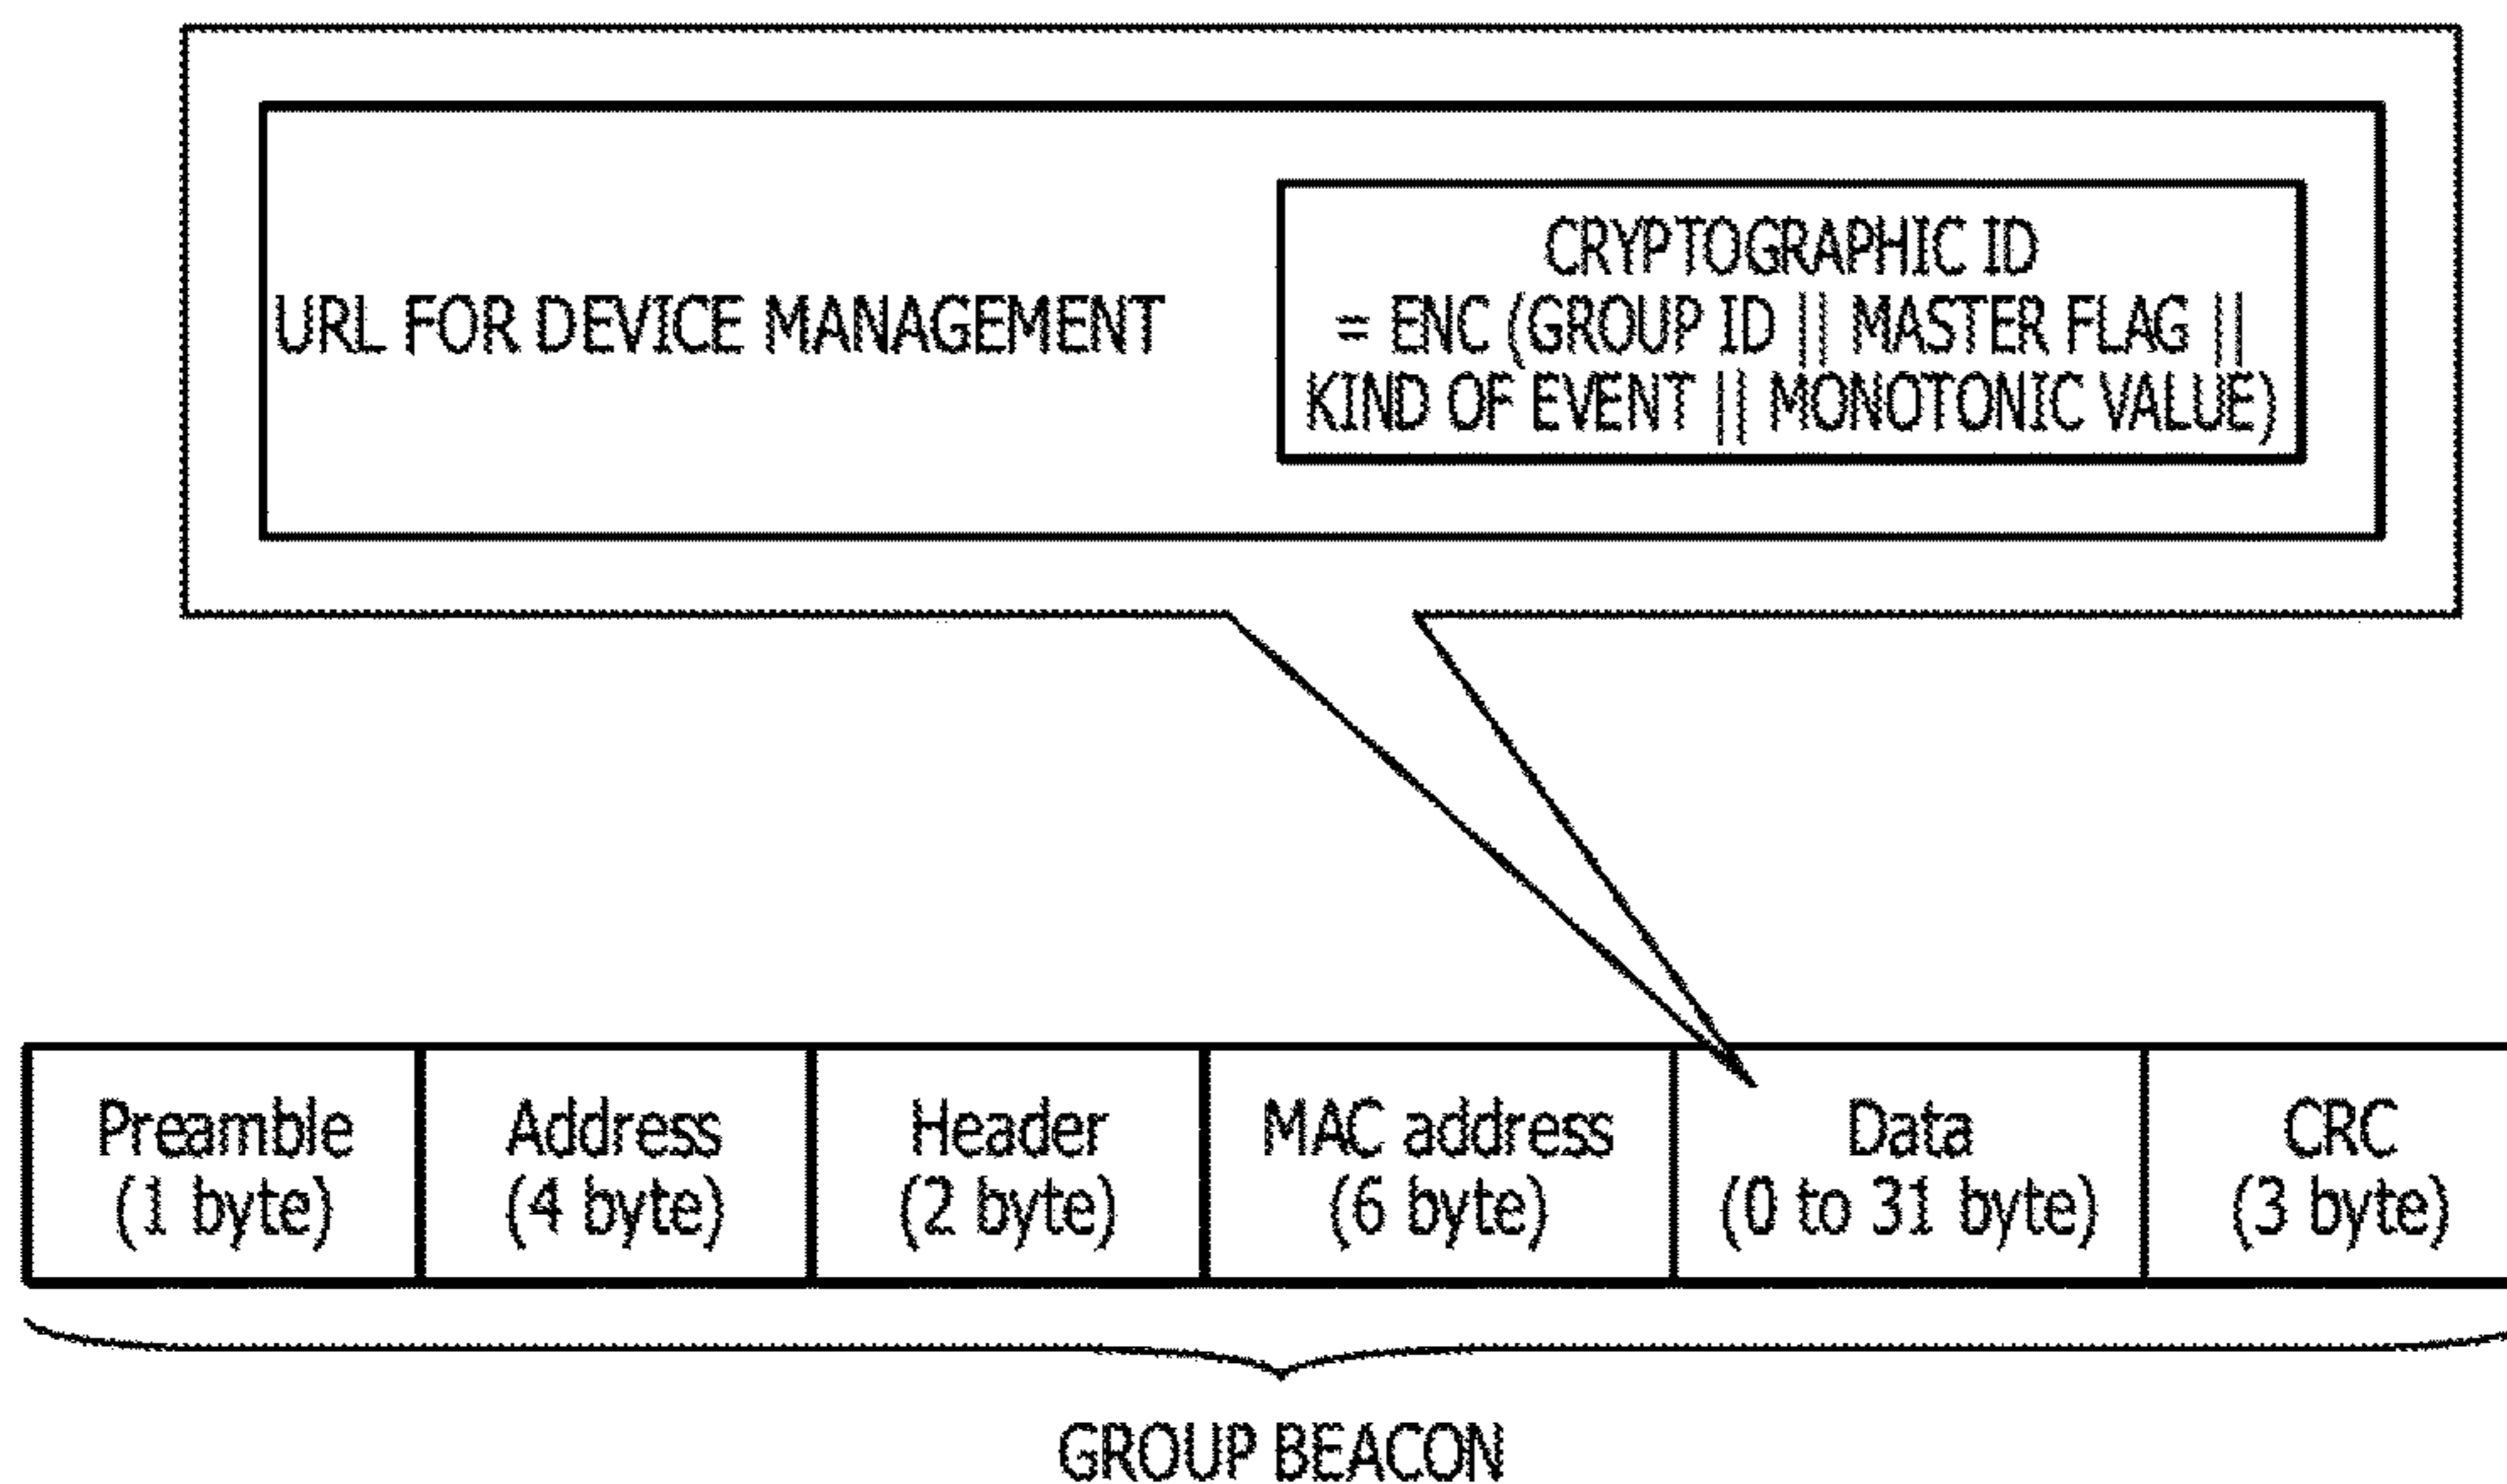 URL FOR DEVICE MANAGEMENT
CRYPTOGRAPHIC ID
= ENC (GROUP ID || MASTER FLAG ||
KIND OF EVENT || MONOTONIC VALUE)
Preamble
(1 byte)
Address
(4 byte)
Header
(2 byte)
MAC address
(6 byte)
Data
(0 to 31 byte)
CRC
(3 byte)
GROUP BEACON